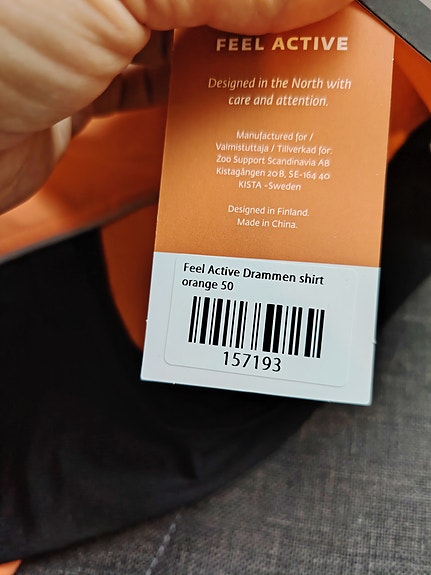 FEEL ACTIVE
Designed in the North with
care and attention.
Manufactured for /
Valmistuttaja / Tillverkad för:
Zoo Support Scandinavia AB
Kistagången 20 B, SE-164 40
KISTA -Sweden
Designed in Finland.
Made in China.
Feel Active Drammen shirt
orange 50
157193